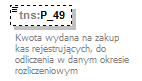 tns:P_49
Kwota wydana na zakup
kas rejestrujących, do
odliczenia w danym okresie
rozliczeniowym